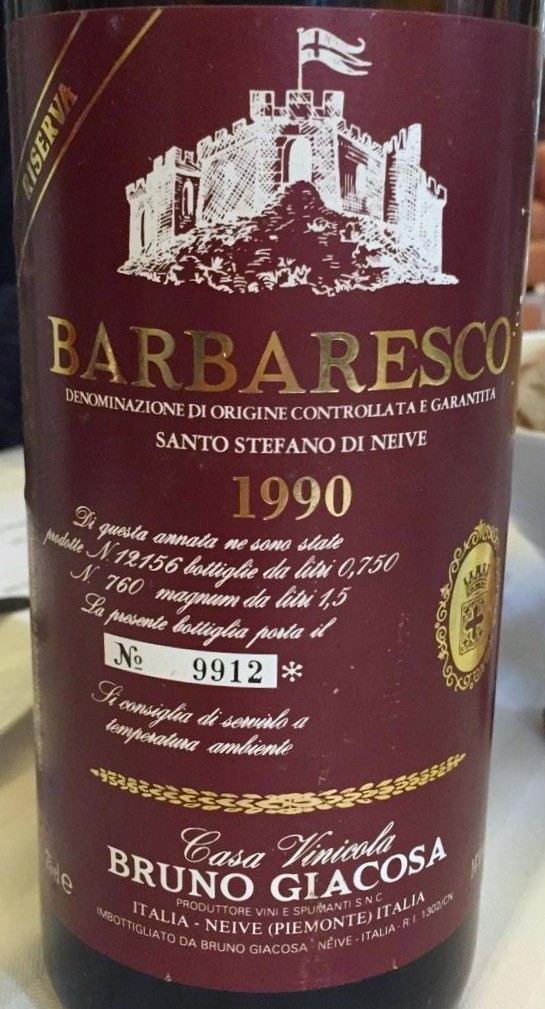 RISERVA
BARBARESCO
DENOMINAZIONE DI ORIGINE CONTROLLATA E GARANTITA
SANTO STEFANO DI NEIVE
1990
Di questa annata ne sono state
prodotte N. 12156 bottiglie da litri 0,750
N. 760 magnum da litri 1,5
La presente bottiglia porta il
No 9912 *
Si consiglia di servirlo a
temperatura ambiente
Casa Vinicola
BRUNO GIACOSA
PRODUTTORE VINI E SPUMANTI S N C
ITALIA - NEIVE (PIEMONTE) ITALIA
IMBOTTIGLIATO DA BRUNO GIACOSA - NEIVE - ITALIA - R.I. 1302/CN